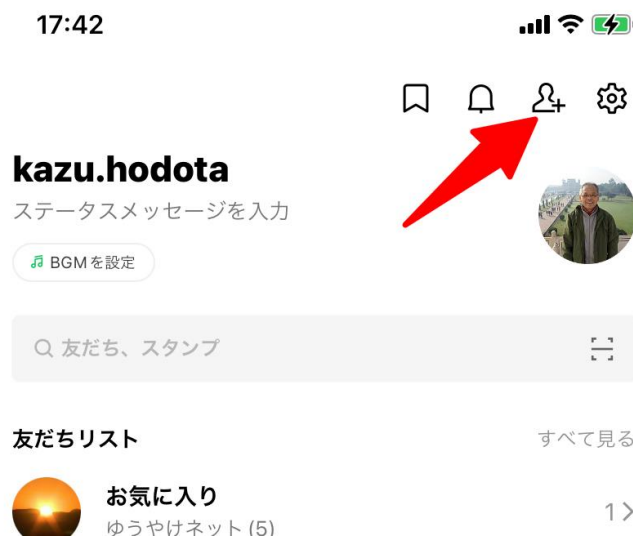 17:42
kazu.hodota
ステータスメッセージを入力
BGMを設定
友だち、スタンプ
友だちリスト
すべて見る
お気に入り
1
ゆうやけネット (5)